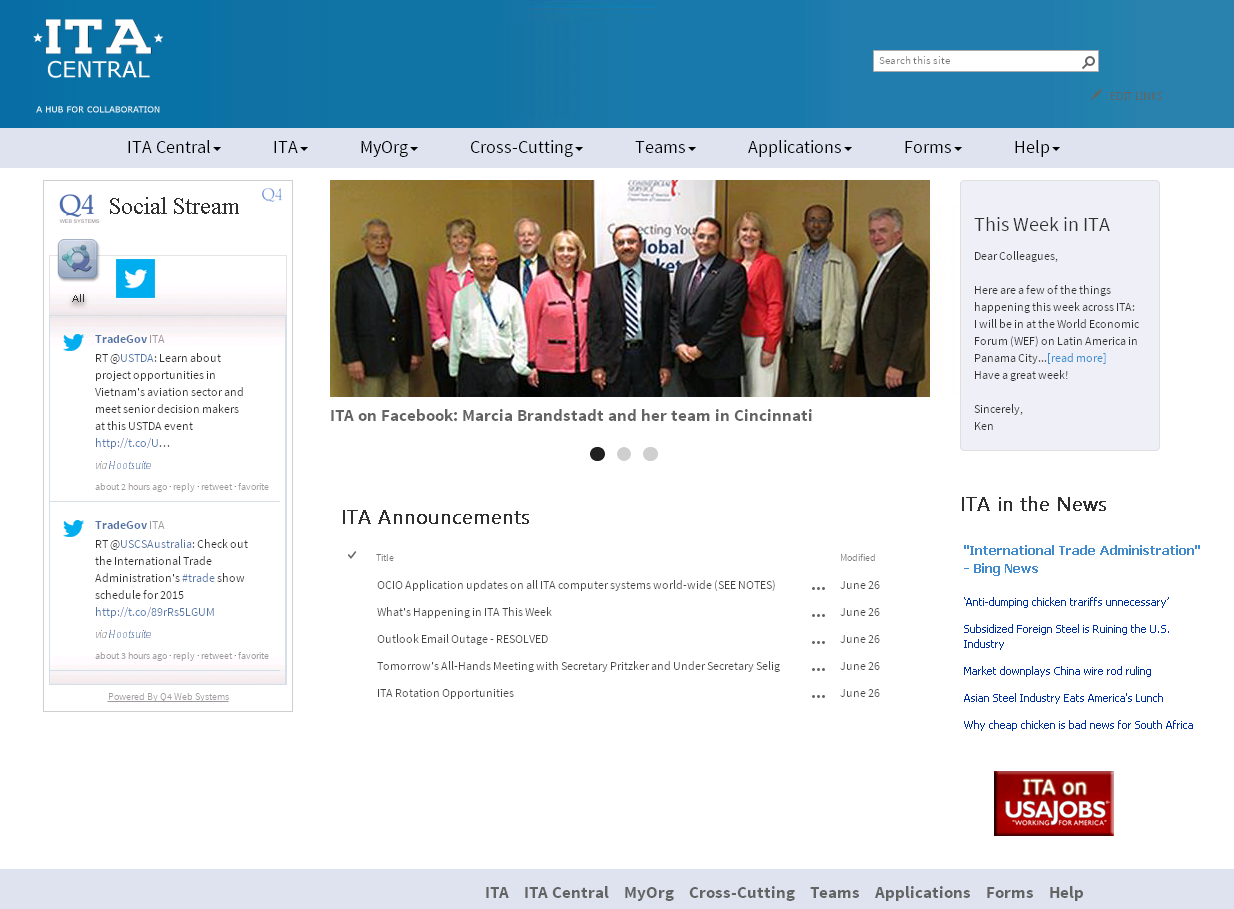 ITA
CENTRAL
A HUB FOR COLLABORATION
Search this site
EDIT LINKS
ITA Central
ITA
MyOrg
Cross-Cutting
Teams
Applications
Forms
Help
Q4
WEB SYSTEMS
Social Stream
Q4
All
TradeGov ITA
RT @USTDA: Learn about
project opportunities in
Vietnam's aviation sector and
meet senior decision makers
at this USTDA event
http://t.co/U…
via Hootsuite
about 2 hours ago · reply · retweet · favorite
TradeGov ITA
RT @USCSAustralia: Check out
the International Trade
Administration's #trade show
schedule for 2015
http://t.co/89rRs5LGUM
via Hootsuite
about 3 hours ago · reply · retweet · favorite
Powered By Q4 Web Systems
COMMERCIAL
SERVICE
United States of America
Department of Commerce
Connecting You
Global
ITA on Facebook: Marcia Brandstadt and her team in Cincinnati
ITA Announcements
Title
Modified
OCIO Application updates on all ITA computer systems world-wide (SEE NOTES) ... June 26
What's Happening in ITA This Week ... June 26
Outlook Email Outage - RESOLVED ... June 26
Tomorrow's All-Hands Meeting with Secretary Pritzker and Under Secretary Selig ... June 26
ITA Rotation Opportunities ... June 26
This Week in ITA
Dear Colleagues,
Here are a few of the things
happening this week across ITA:
I will be in at the World Economic
Forum (WEF) on Latin America in
Panama City...[read more]
Have a great week!
Sincerely,
Ken
ITA in the News
"International Trade Administration"
- Bing News
'Anti-dumping chicken trariffs unnecessary'
Subsidized Foreign Steel is Ruining the U.S.
Industry
Market downplays China wire rod ruling
Asian Steel Industry Eats America's Lunch
Why cheap chicken is bad news for South Africa
ITA on
USAJOBS®
"WORKING FOR AMERICA"
ITA
ITA Central
MyOrg
Cross-Cutting
Teams
Applications
Forms
Help